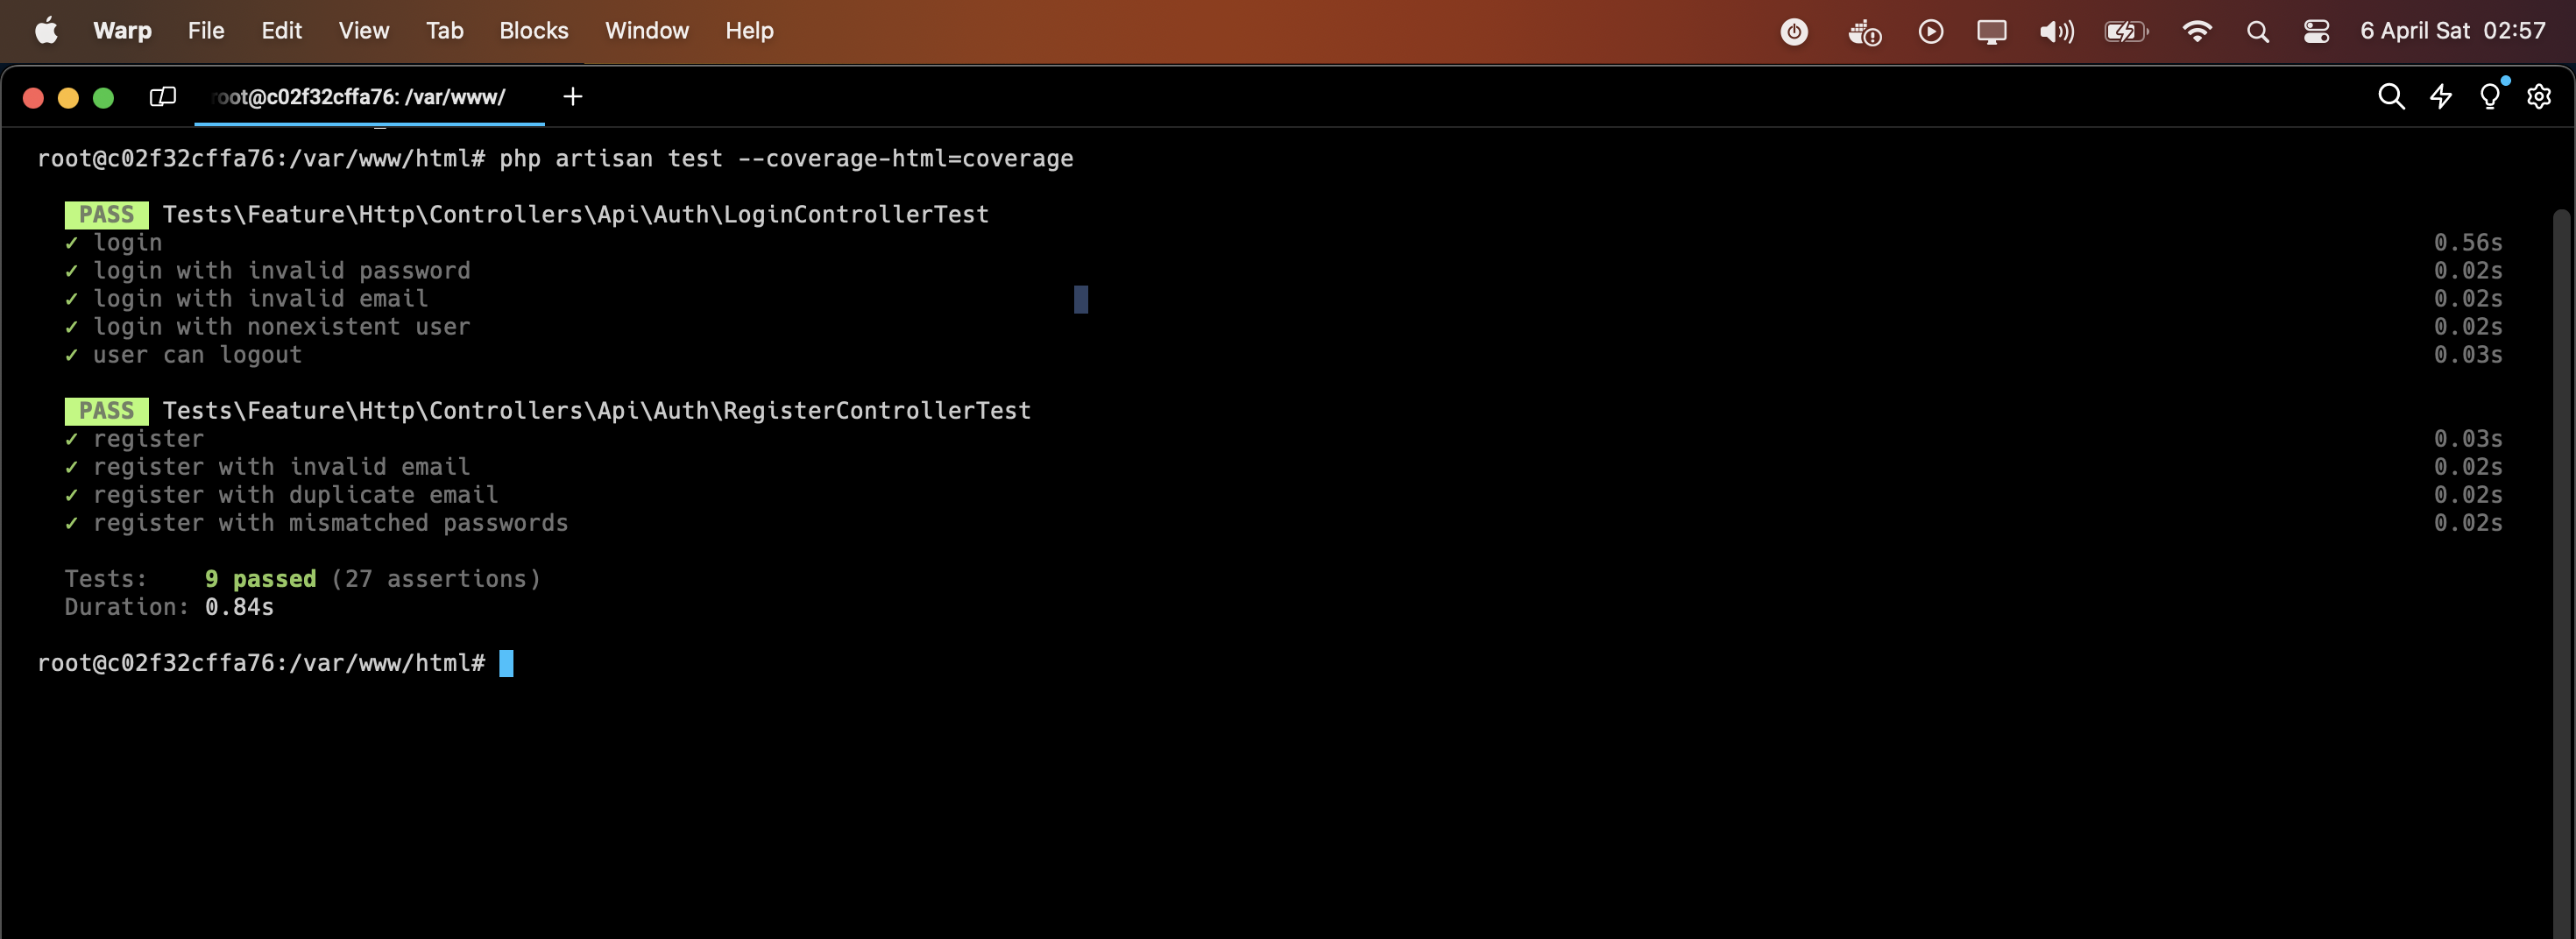 Warp File Edit View Tab Blocks Window Help 6 April Sat 02:57
root@c02f32cffa76: /var/www/
root@c02f32cffa76:/var/www/html# php artisan test --coverage-html=coverage
PASS Tests\Feature\Http\Controllers\Api\Auth\LoginControllerTest
✓ login 0.56s
✓ login with invalid password 0.02s
✓ login with invalid email 0.02s
✓ login with nonexistent user 0.02s
✓ user can logout 0.03s
PASS Tests\Feature\Http\Controllers\Api\Auth\RegisterControllerTest
✓ register 0.03s
✓ register with invalid email 0.02s
✓ register with duplicate email 0.02s
✓ register with mismatched passwords 0.02s
Tests: 9 passed (27 assertions)
Duration: 0.84s
root@c02f32cffa76:/var/www/html#